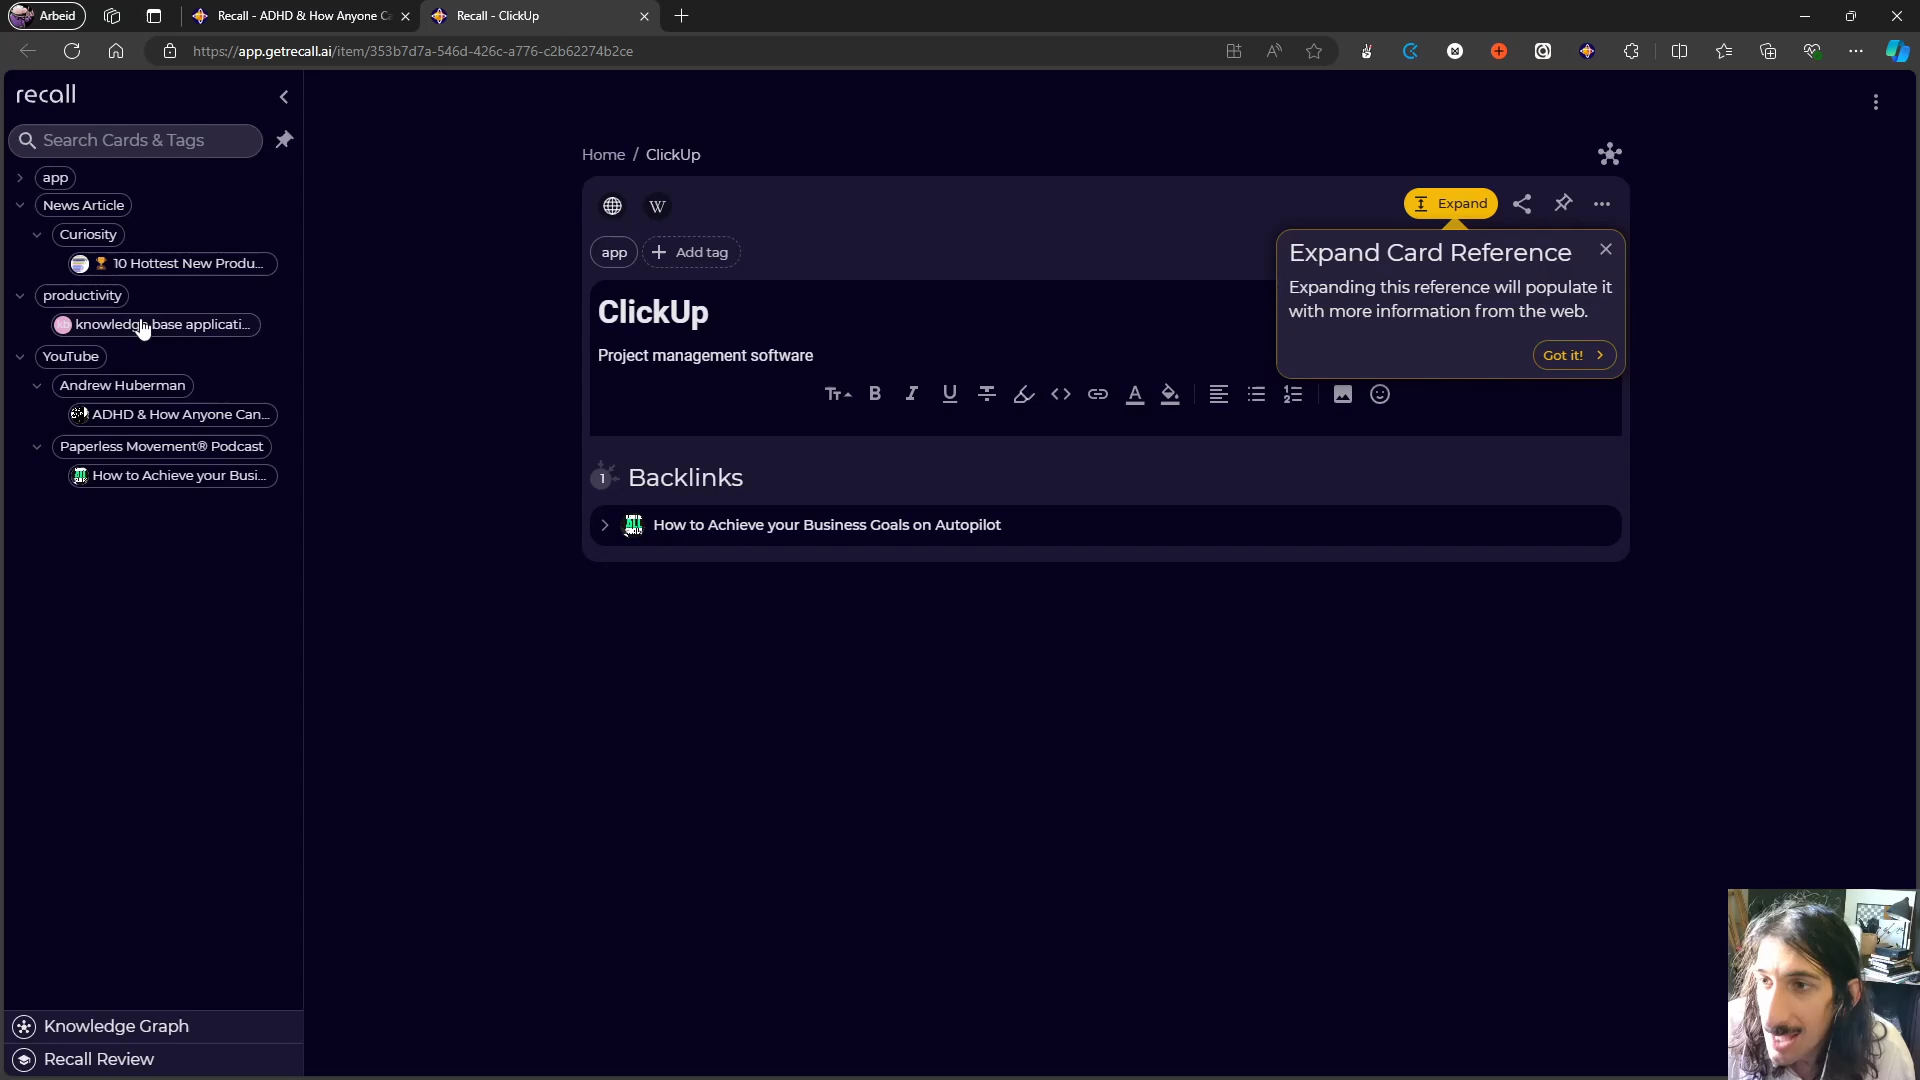 Arbeid
Recall - ADHD & How Anyone Ca
Recall - ClickUp
https://app.getrecall.ai/item/353b7d7a-546d-426c-a776-c2b62274b2ce
recall
Search Cards & Tags
app
News Article
Curiosity
10 Hottest New Produ...
productivity
knowledge base applicati...
YouTube
Andrew Huberman
ADHD & How Anyone Can...
Paperless Movement® Podcast
How to Achieve your Busi...
Knowledge Graph
Recall Review
Home / ClickUp
W
Expand
app
Add tag
Expand Card Reference
Expanding this reference will populate it
with more information from the web.
Got it!
ClickUp
Project management software
1 Backlinks
How to Achieve your Business Goals on Autopilot